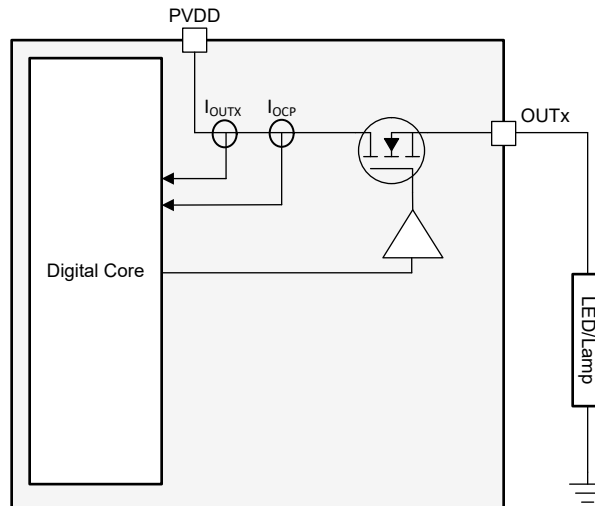 PVDD
IOUTX IOCP
OUTx
Digital Core
LED/Lamp